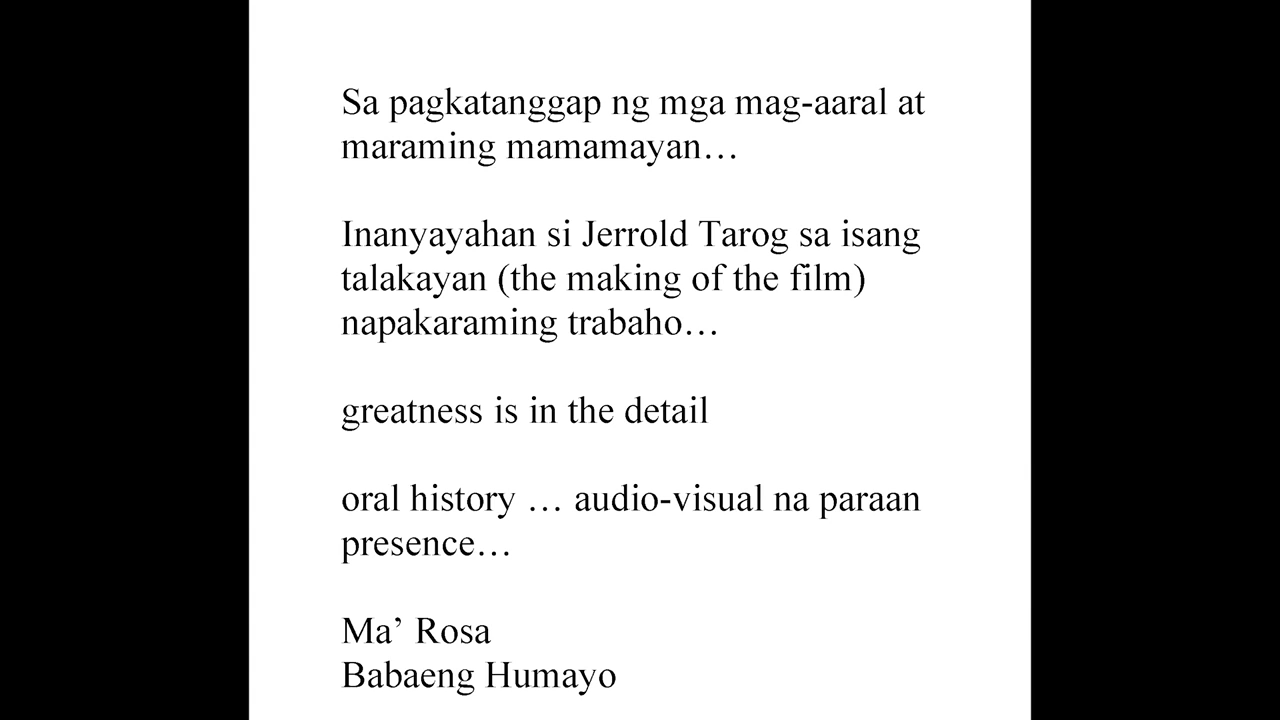 Sa pagkatanggap ng mga mag-aaral at
maraming mamamayan…
Inanyayahan si Jerrold Tarog sa isang
talakayan (the making of the film)
napakaraming trabaho…
greatness is in the detail
oral history … audio-visual na paraan
presence…
Ma’ Rosa
Babaeng Humayo